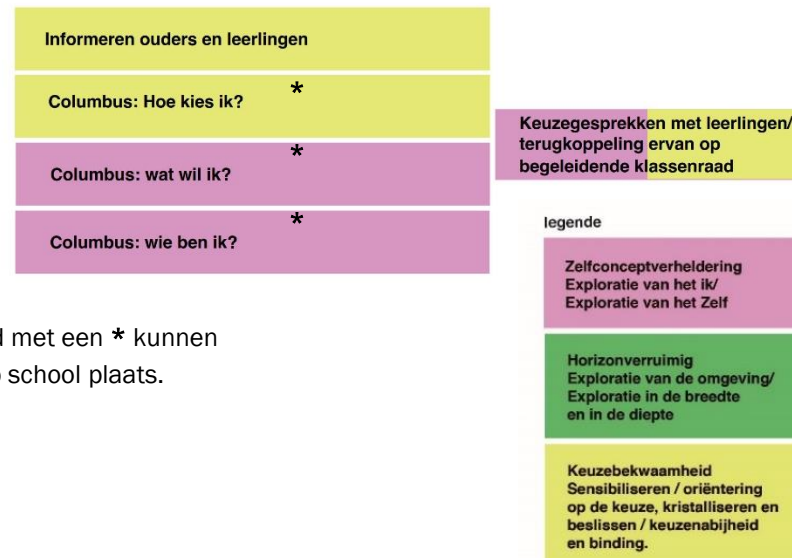 Informeren ouders en leerlingen
Columbus: Hoe kies ik? *
Columbus: wat wil ik? *
Columbus: wie ben ik? *
Keuzegesprekken met leerlingen/
terugkoppeling ervan op
begeleidende klassenraad
legende
Zelfconceptverheldering
Exploratie van het ik/
Exploratie van het Zelf
Horizonverruimig
Exploratie van de omgeving/
Exploratie in de breedte
en in de diepte
Keuzebekwaamheid
Sensibiliseren / oriëntering
op de keuze, kristalliseren en
beslissen / keuzenabijheid
en binding.
met een * kunnen
school plaats.